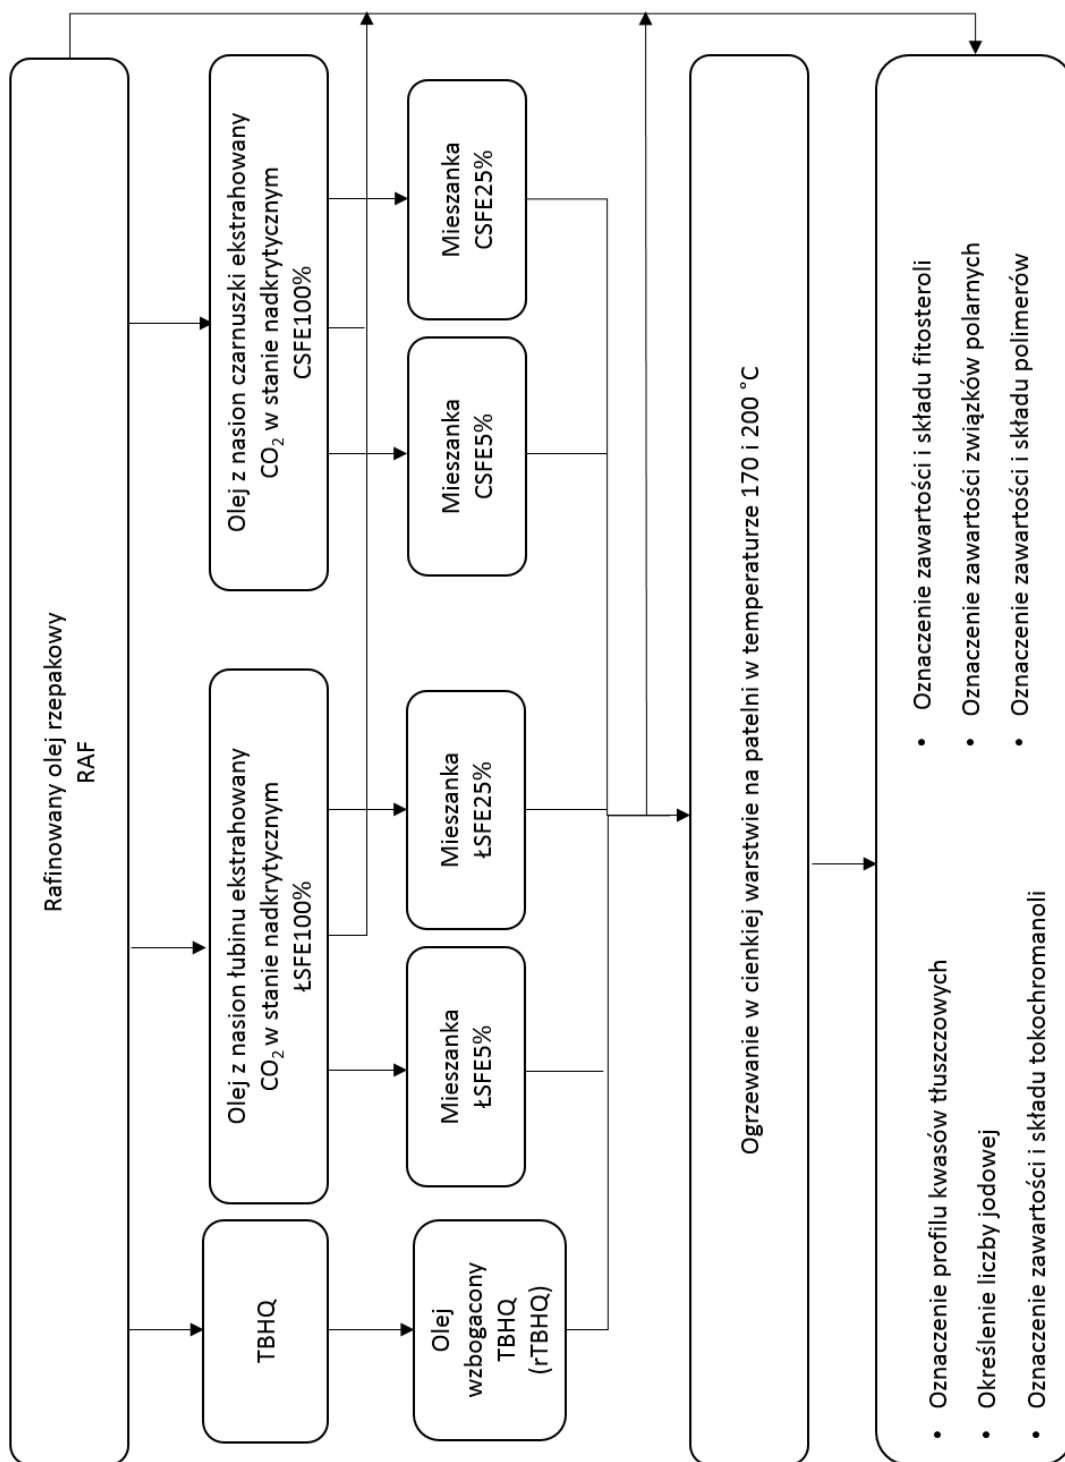 Rafinowany olej rzepakowy
RAF
TBHQ
Olej z nasion łubinu ekstrahowany
CO₂ w stanie nadkrytycznym
ŁSFE100%
Olej z nasion czarnuszki ekstrahowany
CO₂ w stanie nadkrytycznym
CSFE100%
Olej
wzbogacony
TBHQ
(rTBHQ)
Mieszanka
ŁSFE5%
Mieszanka
ŁSFE25%
Mieszanka
CSFE5%
Mieszanka
CSFE25%
Ogrzewanie w cienkiej warstwie na patelni w temperaturze 170 i 200 °C
• Oznaczenie profilu kwasów tłuszczowych
• Określenie liczby jodowej
• Oznaczenie zawartości i składu tokochromanoli
• Oznaczenie zawartości i składu fitosteroli
• Oznaczenie zawartości związków polarnych
• Oznaczenie zawartości i składu polimerów